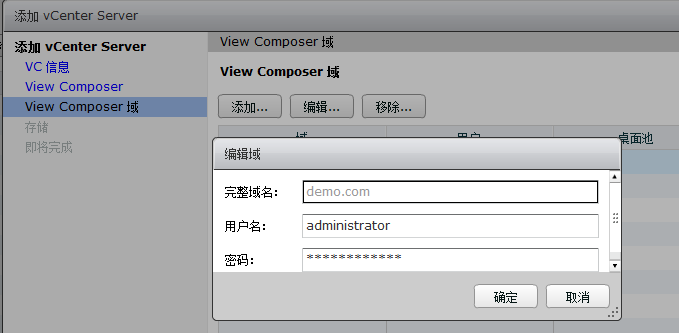 添加 vCenter Server
添加 vCenter Server
VC 信息
View Composer
View Composer 域
存储
即将完成
View Composer 域
View Composer 域
添加... 编辑... 移除...
域 用户 桌面池
编辑域
完整域名: demo.com
用户名: administrator
密码: ************
确定 取消